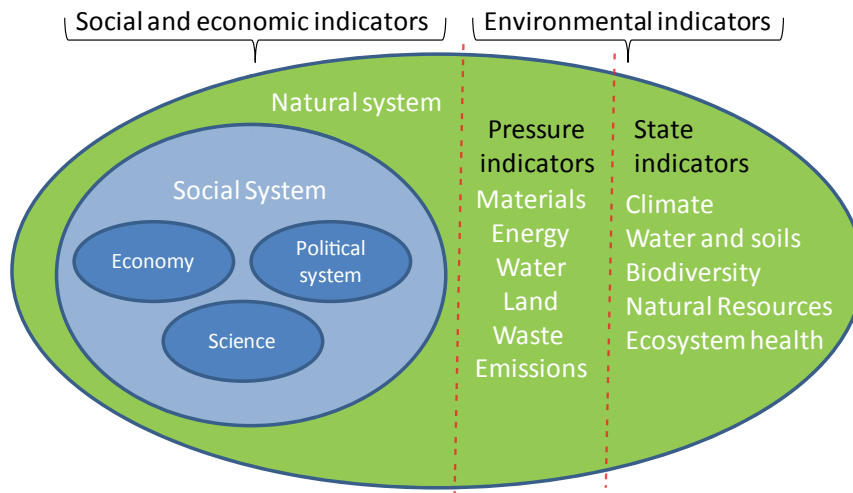 Social and economic indicators
Environmental indicators
Natural system
Social System
Economy
Political
system
Science
Pressure
indicators
Materials
Energy
Water
Land
Waste
Emissions
State
indicators
Climate
Water and soils
Biodiversity
Natural Resources
Ecosystem health